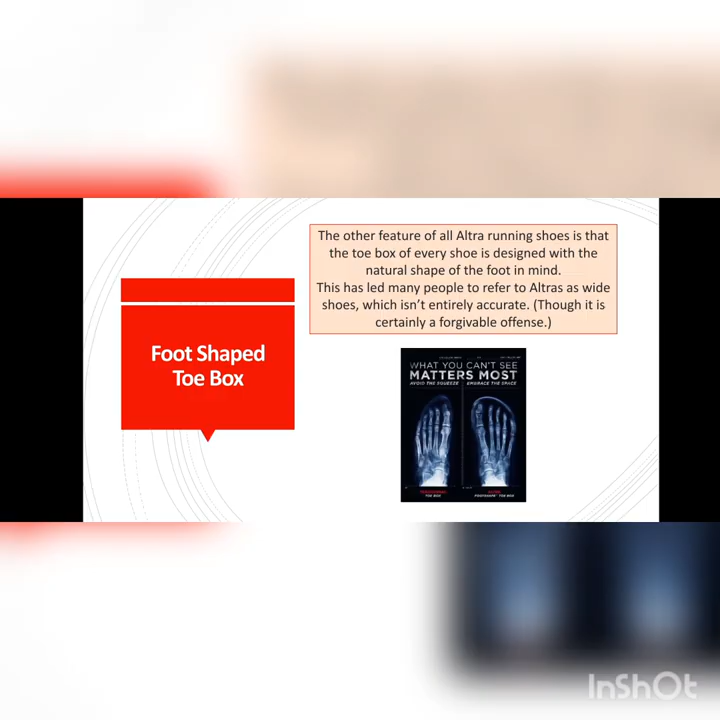 The other feature of all Altra running shoes is that
the toe box of every shoe is designed with the
natural shape of the foot in mind.
This has led many people to refer to Altras as wide
shoes, which isn't entirely accurate. (Though it is
certainly a forgivable offense.)
Foot Shaped
Toe Box
WHAT YOU CAN'T SEE
MATTERS MOST
AVOID THE SQUEEZE EMBRACE THE SPACE
TRADITIONAL
TOE BOX
ALTRA
FOOTSHAPE™ TOE BOX
InShOt